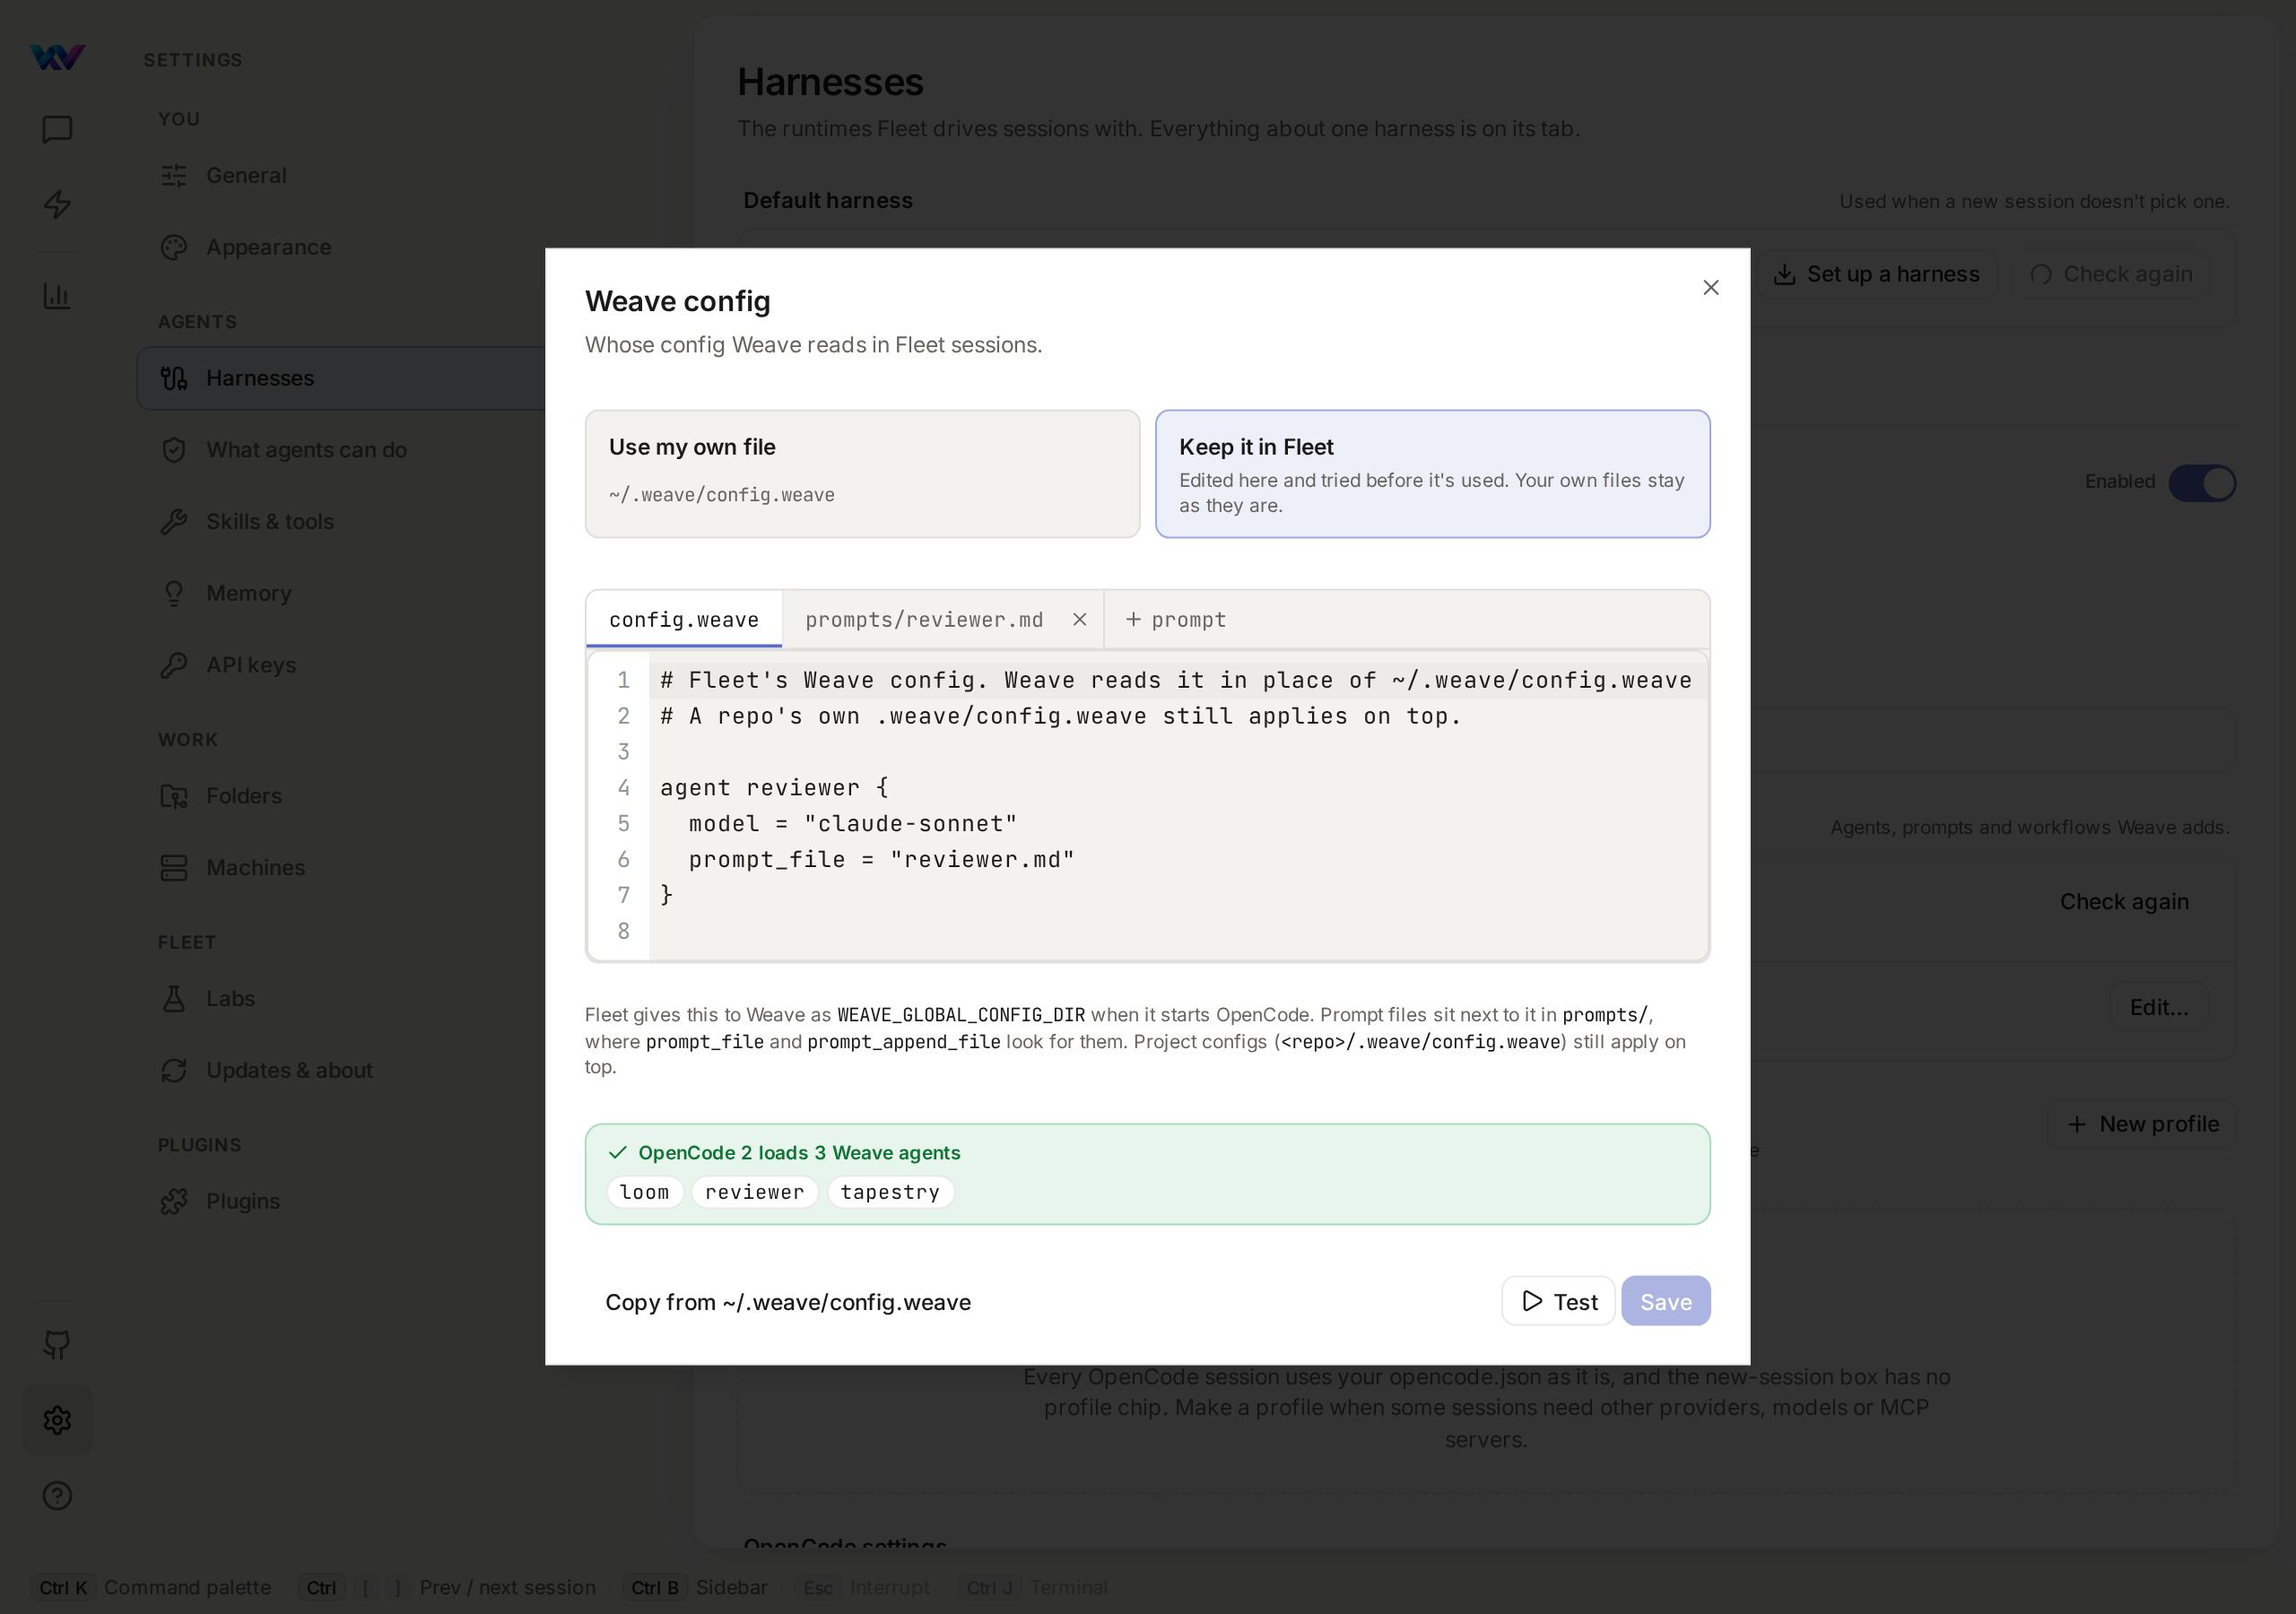 SETTINGS
YOU
General
Appearance
AGENTS
Harnesses
What agents can do
Skills & tools
Memory
API keys
WORK
Folders
Machines
FLEET
Labs
Updates & about
PLUGINS
Plugins
Harnesses
The runtimes Fleet drives sessions with. Everything about one harness is on its tab.
Default harness
Used when a new session doesn't pick one.
Set up a harness
Check again
Enabled
Agents, prompts and workflows Weave adds.
Check again
Edit...
New profile
e
Every OpenCode session uses your opencode.json as it is, and the new-session box has no
profile chip. Make a profile when some sessions need other providers, models or MCP
servers.
OpenCode settings
Weave config
Whose config Weave reads in Fleet sessions.
Use my own file
~/.weave/config.weave
Keep it in Fleet
Edited here and tried before it's used. Your own files stay
as they are.
config.weave
prompts/reviewer.md
+ prompt
1 # Fleet's Weave config. Weave reads it in place of ~/.weave/config.weave
2 # A repo's own .weave/config.weave still applies on top.
3
4 agent reviewer {
5 model = "claude-sonnet"
6 prompt_file = "reviewer.md"
7 }
8
Fleet gives this to Weave as WEAVE_GLOBAL_CONFIG_DIR when it starts OpenCode. Prompt files sit next to it in prompts/,
where prompt_file and prompt_append_file look for them. Project configs (<repo>/.weave/config.weave) still apply on
top.
OpenCode 2 loads 3 Weave agents
loom reviewer tapestry
Copy from ~/.weave/config.weave
Test
Save
Ctrl K Command palette · Ctrl [ ] Prev / next session · Ctrl B Sidebar Esc Interrupt Ctrl J Terminal